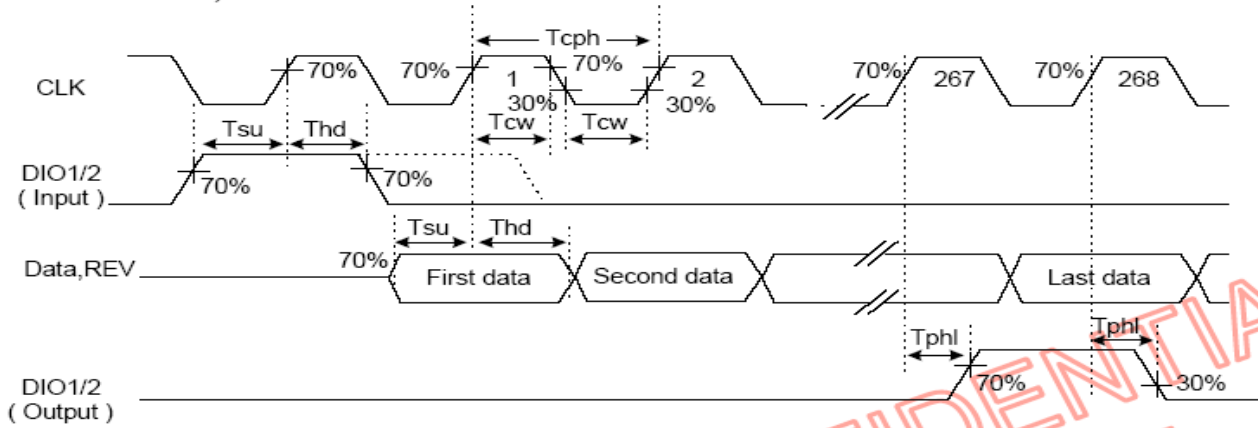 Tcph
CLK
70%
70%
1
70%
2
70%
267
70%
268
30%
30%
Tsu
Thd
Tcw
Tcw
DIO1/2
( Input )
70%
70%
Tsu
Thd
Data,REV
70%
First data
Second data
Last data
Tphl
Tphl
DIO1/2
( Output )
70%
30%